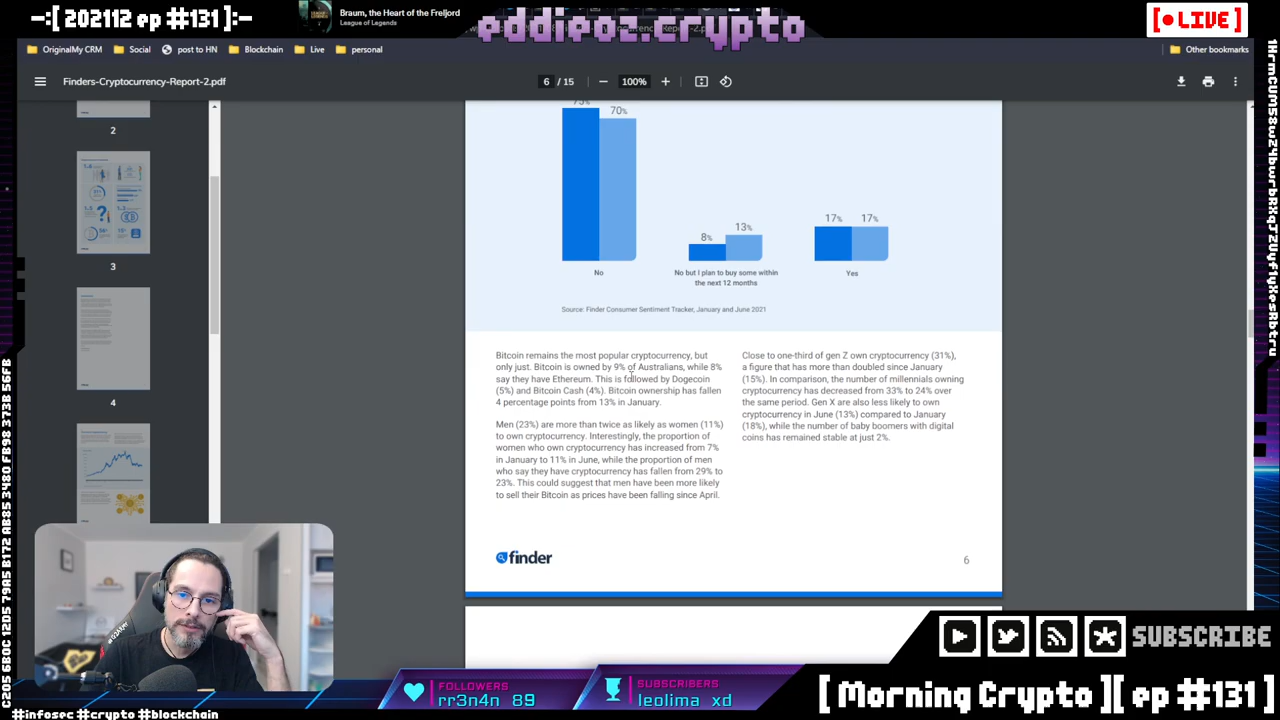 -:[ 202112 ep #131 ]:-
Braum, the Heart of the Freljord
League of Legends
eddieoz.crypto
[● LIVE]
OriginalMy CRM
Social
post to HN
Blockchain
Live
personal
Other bookmarks
Finders-Cryptocurrency-Report-2.pdf
6 / 15
100%
2
3
4
75%
70%
8%
13%
17%
17%
No
No but I plan to buy some within
the next 12 months
Yes
Source: Finder Consumer Sentiment Tracker, January and June 2021
Bitcoin remains the most popular cryptocurrency, but
only just. Bitcoin is owned by 9% of Australians, while 8%
say they have Ethereum. This is followed by Dogecoin
(5%) and Bitcoin Cash (4%). Bitcoin ownership has fallen
4 percentage points from 13% in January.
Men (23%) are more than twice as likely as women (11%)
to own cryptocurrency. Interestingly, the proportion of
women who own cryptocurrency has increased from 7%
in January to 11% in June, while the proportion of men
who say they have cryptocurrency has fallen from 29% to
23%. This could suggest that men have been more likely
to sell their Bitcoin as prices have been falling since April.
Close to one-third of gen Z own cryptocurrency (31%),
a figure that has more than doubled since January
(15%). In comparison, the number of millennials owning
cryptocurrency has decreased from 33% to 24% over
the same period. Gen X are also less likely to own
cryptocurrency in June (13%) compared to January
(18%), while the number of baby boomers with digital
coins has remained stable at just 2%.
finder
6
SUBSCRIBE
FOLLOWERS
rr3n4n_89
SUBSCRIBERS
leolima_xd
[ Morning Crypto ][ ep #131 ]
#infosec #crypto #blockchain